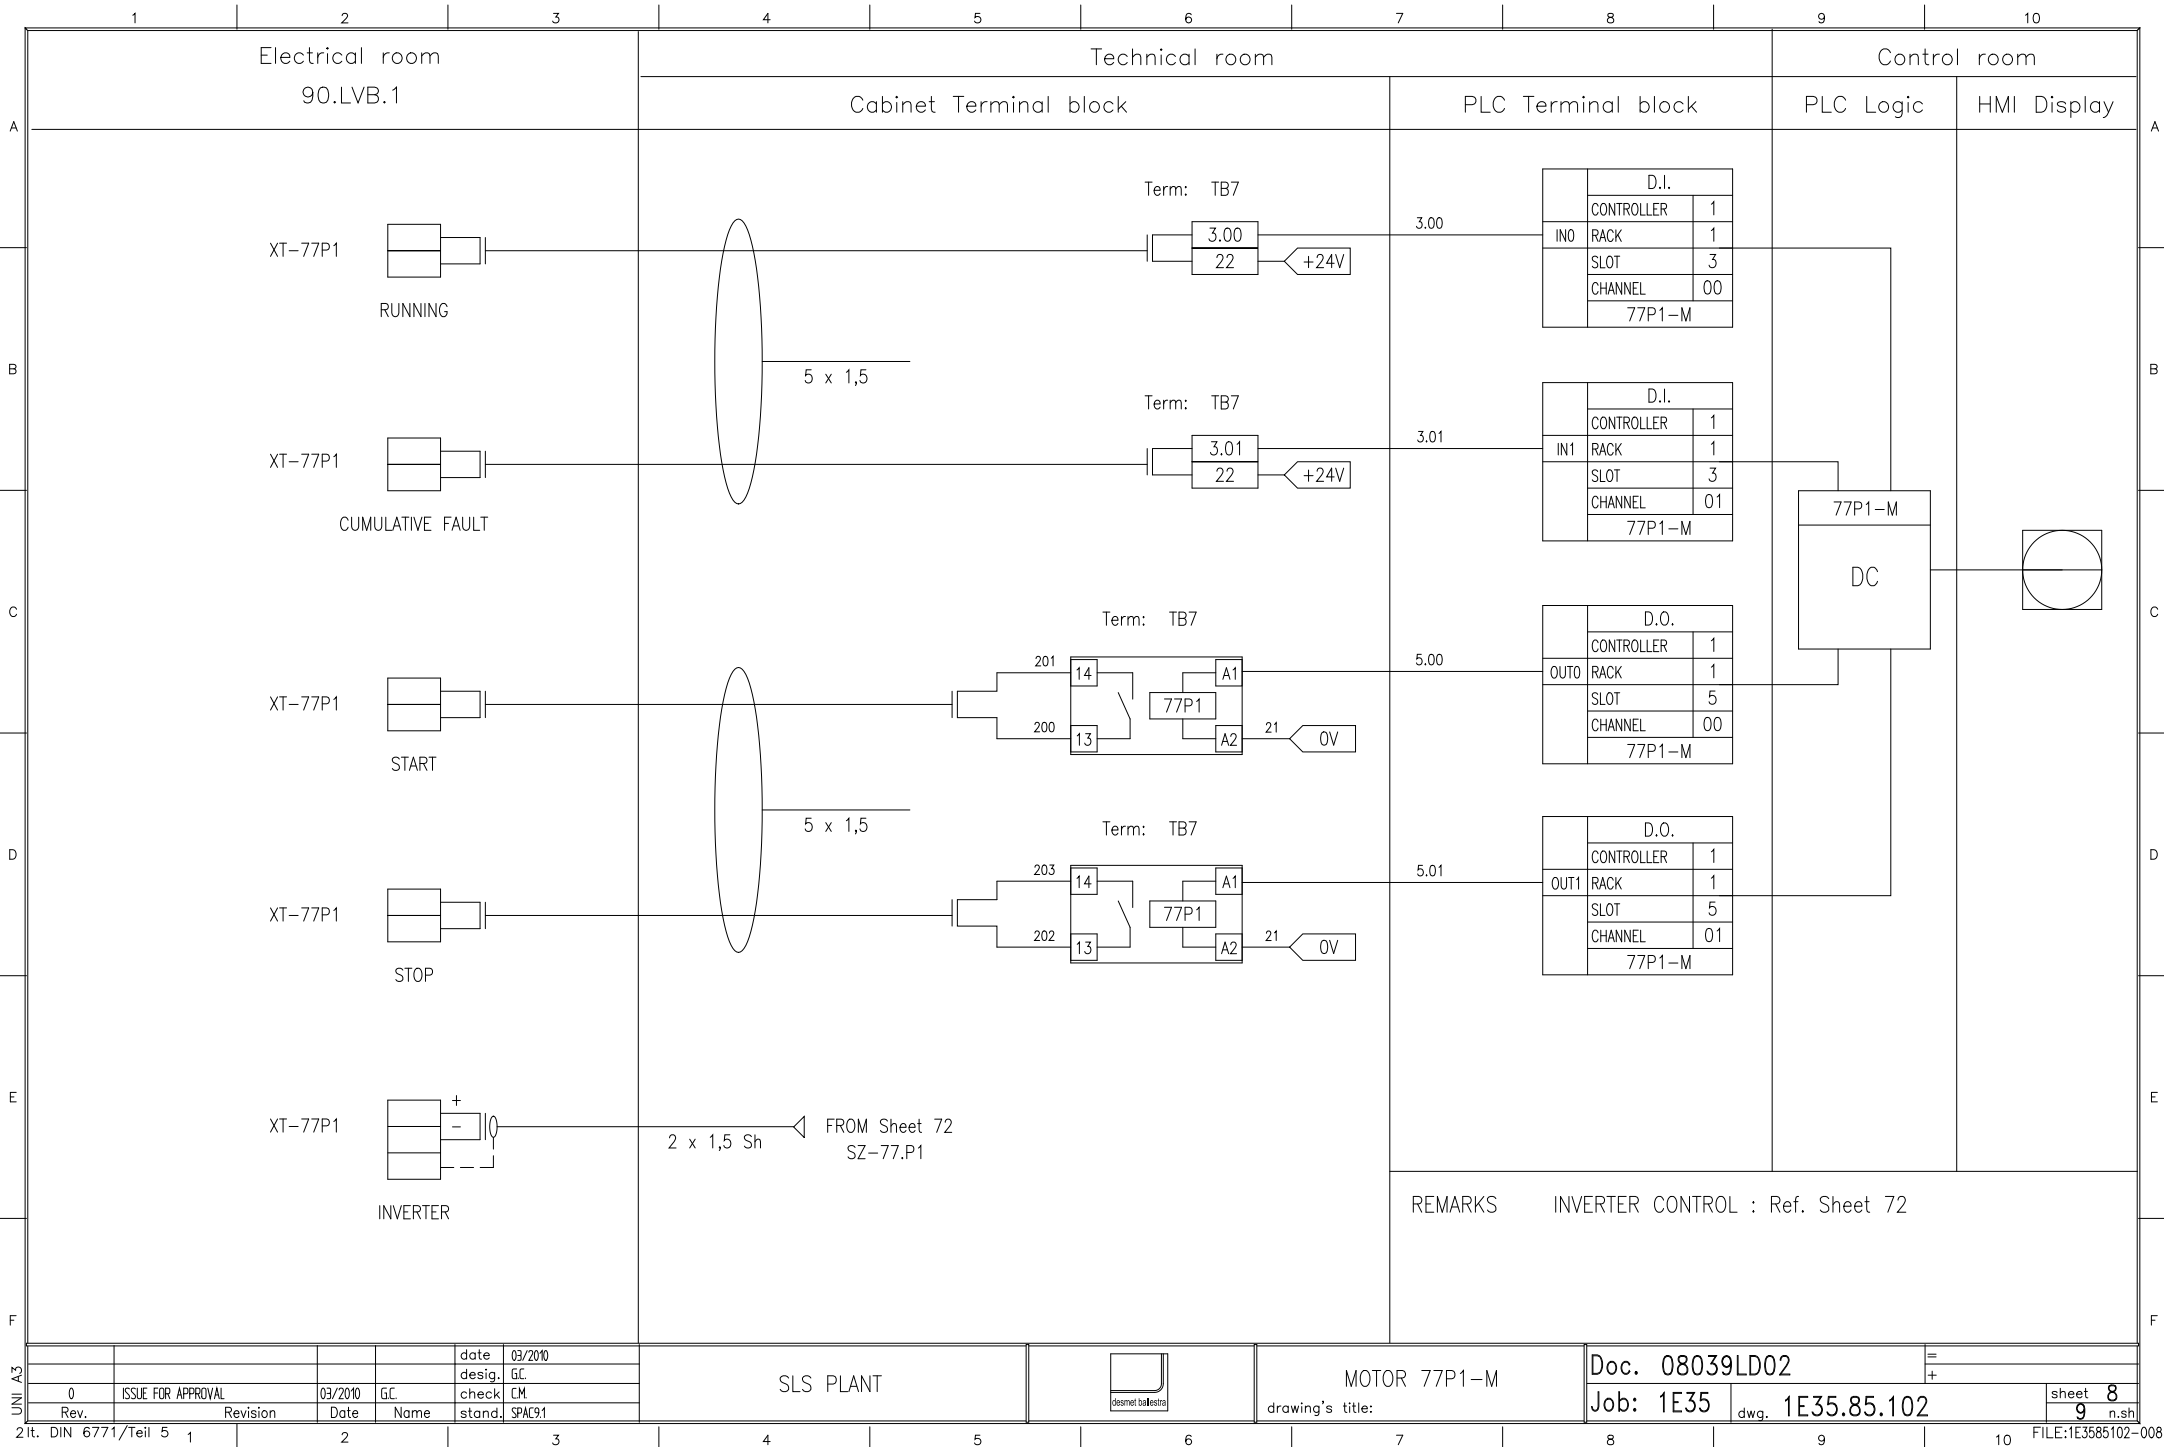 1 2 3 4 5 6 7 8 9 10
Electrical room
90.LVB.1
Technical room
Control room
Cabinet Terminal block
PLC Terminal block
PLC Logic
HMI Display
A
A
Term: TB7
XT-77P1
RUNNING
3.00
22
+24V
3.00
D.I.
CONTROLLER 1
IN0 RACK 1
SLOT 3
CHANNEL 00
77P1-M
B
B
5 x 1,5
Term: TB7
XT-77P1
CUMULATIVE FAULT
3.01
22
+24V
3.01
D.I.
CONTROLLER 1
IN1 RACK 1
SLOT 3
CHANNEL 01
77P1-M
77P1-M
DC
C
C
Term: TB7
XT-77P1
START
201
200
14
13
77P1
A1
A2
21
0V
5.00
D.O.
CONTROLLER 1
OUT0 RACK 1
SLOT 5
CHANNEL 00
77P1-M
5 x 1,5
D
D
Term: TB7
XT-77P1
STOP
203
202
14
13
77P1
A1
A2
21
0V
5.01
D.O.
CONTROLLER 1
OUT1 RACK 1
SLOT 5
CHANNEL 01
77P1-M
E
E
XT-77P1
+
-
INVERTER
2 x 1,5 Sh
FROM Sheet 72
SZ-77.P1
REMARKS INVERTER CONTROL : Ref. Sheet 72
F
F
UNI A3
date 03/2010
desig. G.C.
0 ISSUE FOR APPROVAL 03/2010 G.C. check C.M.
Rev. Revision Date Name stand. SPAC9.1
SLS PLANT
desmet ballestra
MOTOR 77P1-M
drawing's title:
Doc. 08039LD02
=
+
Job: 1E35
dwg. 1E35.85.102
sheet 8
9 n.sh
2lt. DIN 6771/Teil 5
1 2 3 4 5 6 7 8 9 10
FILE:1E3585102-008